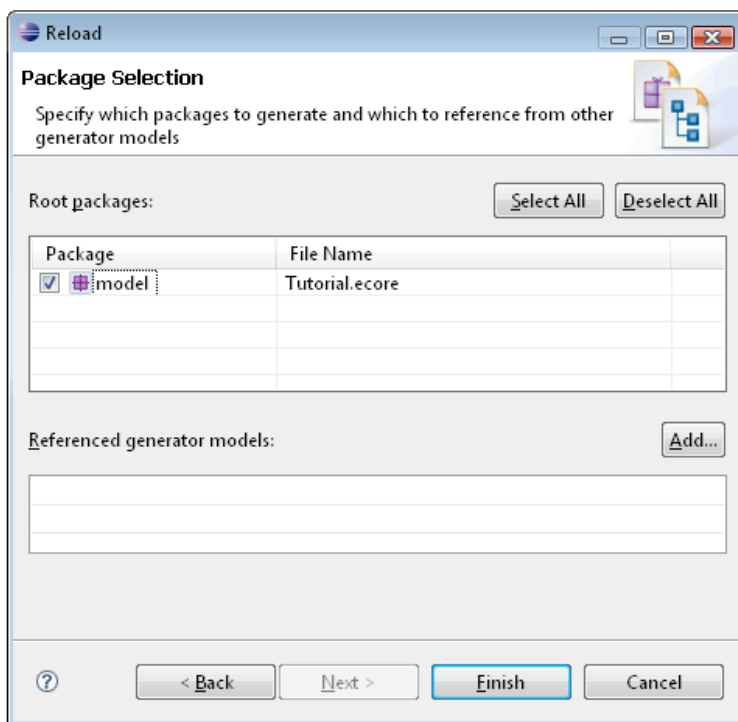 Reload
Package Selection
Specify which packages to generate and which to reference from other
generator models
Root packages: Select All Deselect All
Package File Name
model Tutorial.ecore
Referenced generator models: Add...
? < Back Next > Finish Cancel